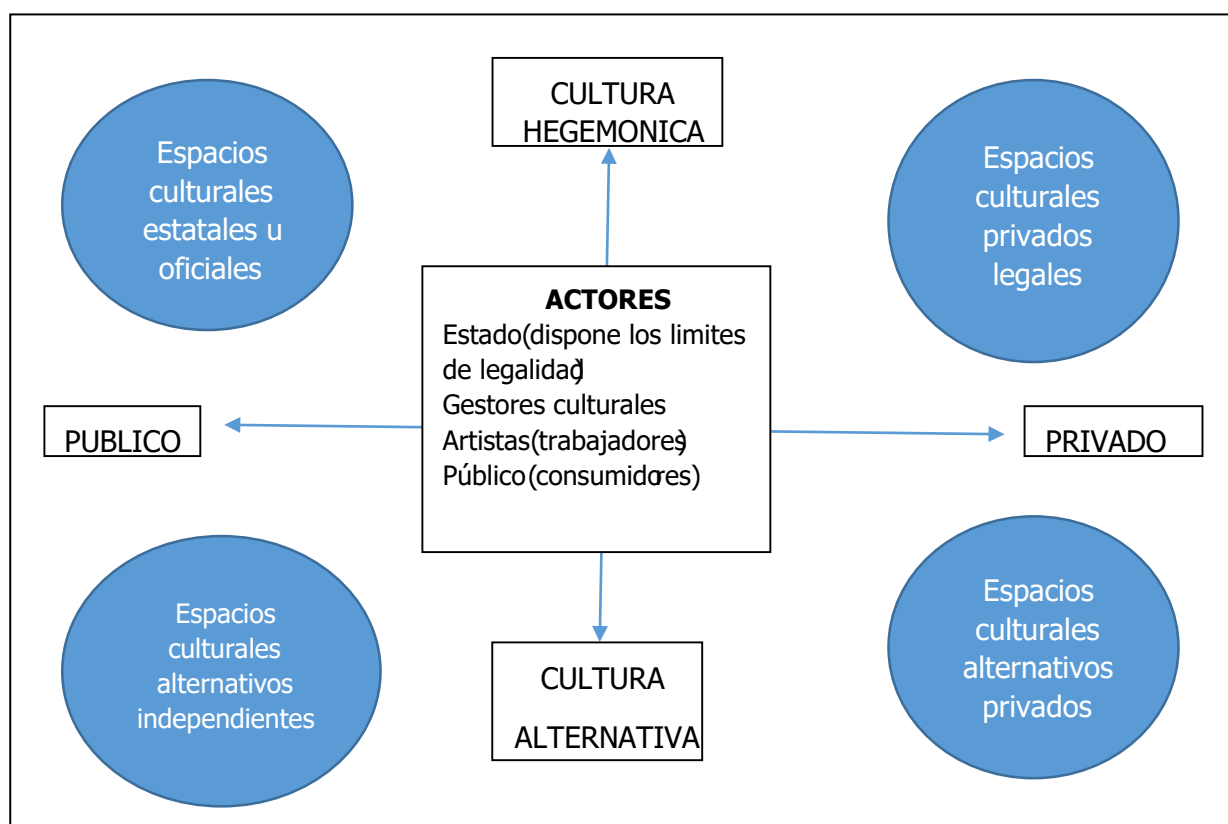 CULTURA
HEGEMONICA
Espacios
culturales
estatales u
oficiales
Espacios
culturales
privados
legales
ACTORES
Estado(dispone los limites
de legalidad)
Gestores culturales
Artistas(trabajadores)
Público(consumidores)
PUBLICO
PRIVADO
Espacios
culturales
alternativos
independientes
CULTURA
ALTERNATIVA
Espacios
culturales
alternativos
privados